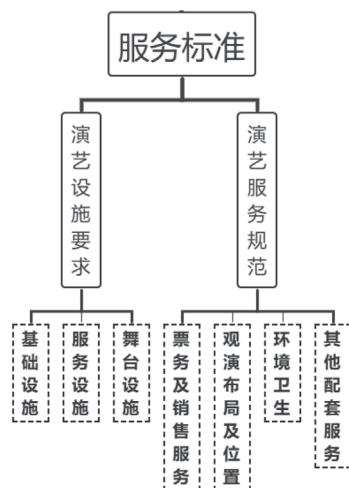 服务标准
演艺设施要求
演艺服务规范
基础设施
服务设施
舞台设施
票务及销售服务
观演布局及位置
环境卫生
其他配套服务